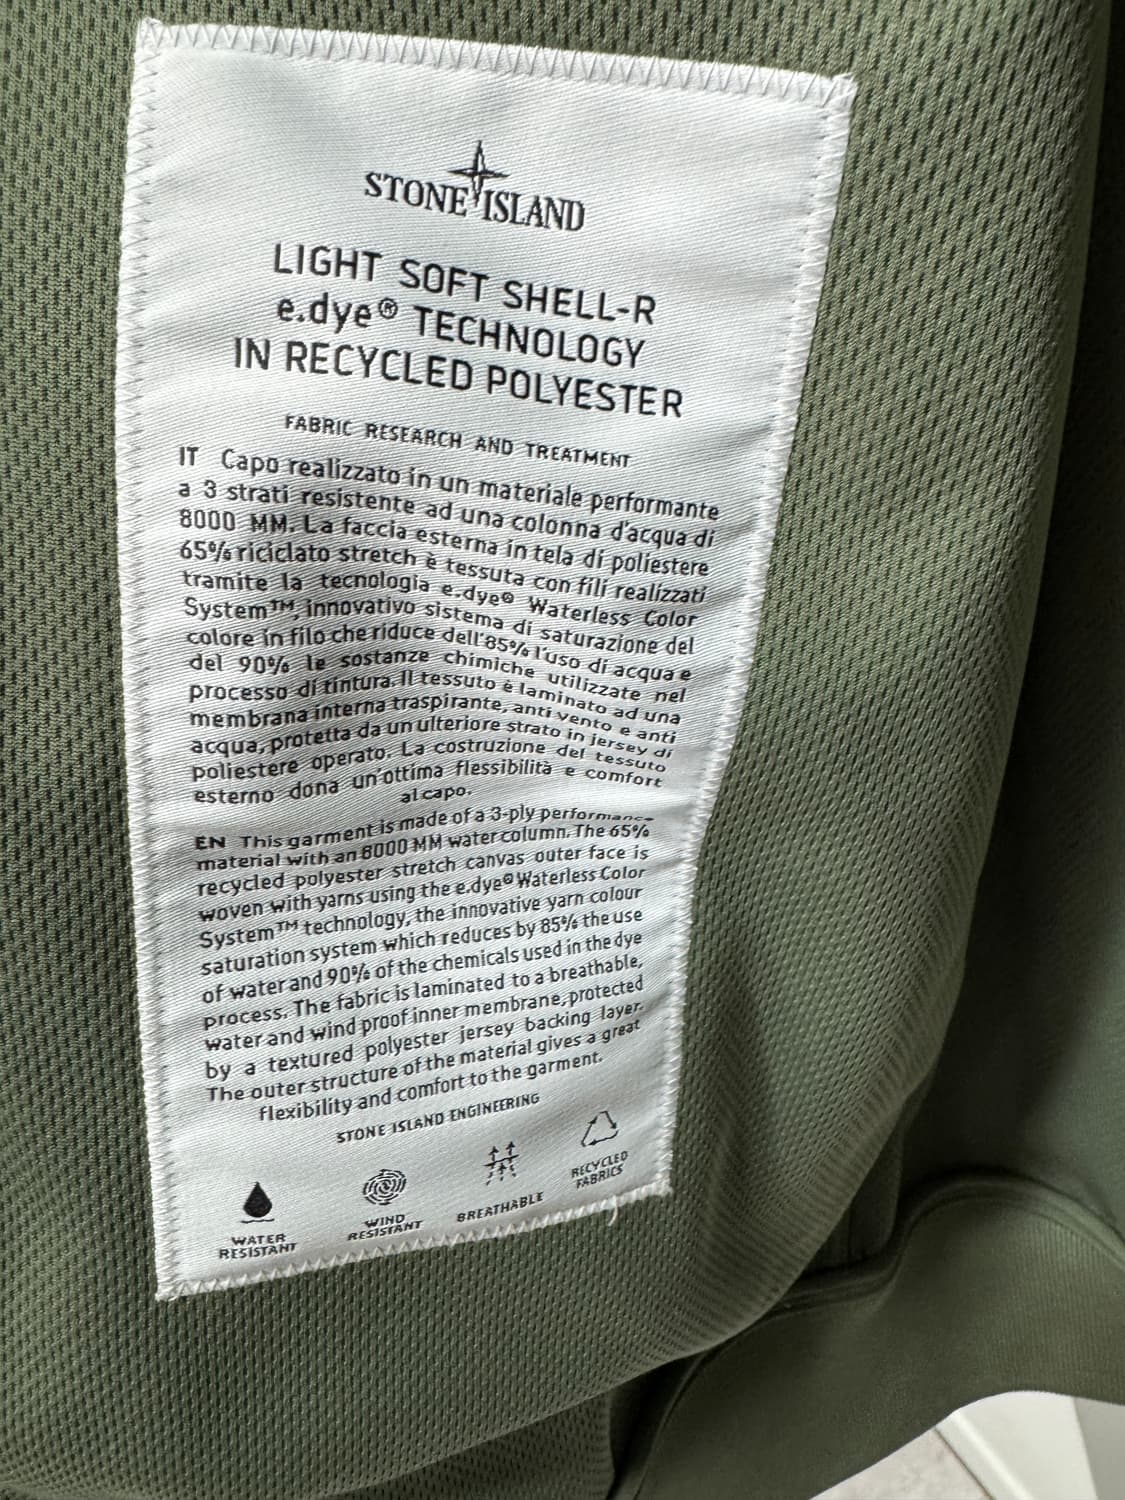 STONE ISLAND
LIGHT SOFT SHELL-R
e.dye® TECHNOLOGY
IN RECYCLED POLYESTER
FABRIC RESEARCH AND TREATMENT
IT Capo realizzato in un materiale performante
a 3 strati resistente ad una colonna d'acqua di
8000 MM. La faccia esterna in tela di poliestere
65% riciclato stretch è tessuta con fili realizzati
tramite la tecnologia e.dye® Waterless Color
System™, innovativo sistema di saturazione del
colore in filo che riduce dell'85% l'uso di acqua e
del 90% le sostanze chimiche utilizzate nel
processo di tintura. Il tessuto è laminato ad una
membrana interna traspirante, anti vento e anti
acqua, protetta da un ulteriore strato in jersey di
poliestere operato. La costruzione del tessuto
esterno dona un'ottima flessibilità e comfort
al capo.
EN This garment is made of a 3-ply performance
material with an 8000 MM water column. The 65%
recycled polyester stretch canvas outer face is
woven with yarns using the e.dye® Waterless Color
System™ technology, the innovative yarn colour
saturation system which reduces by 85% the use
of water and 90% of the chemicals used in the dye
process. The fabric is laminated to a breathable,
water and wind proof inner membrane, protected
by a textured polyester jersey backing layer.
The outer structure of the material gives a great
flexibility and comfort to the garment.
STONE ISLAND ENGINEERING
WATER
RESISTANT
WIND
RESISTANT
BREATHABLE
RECYCLED
FABRICS